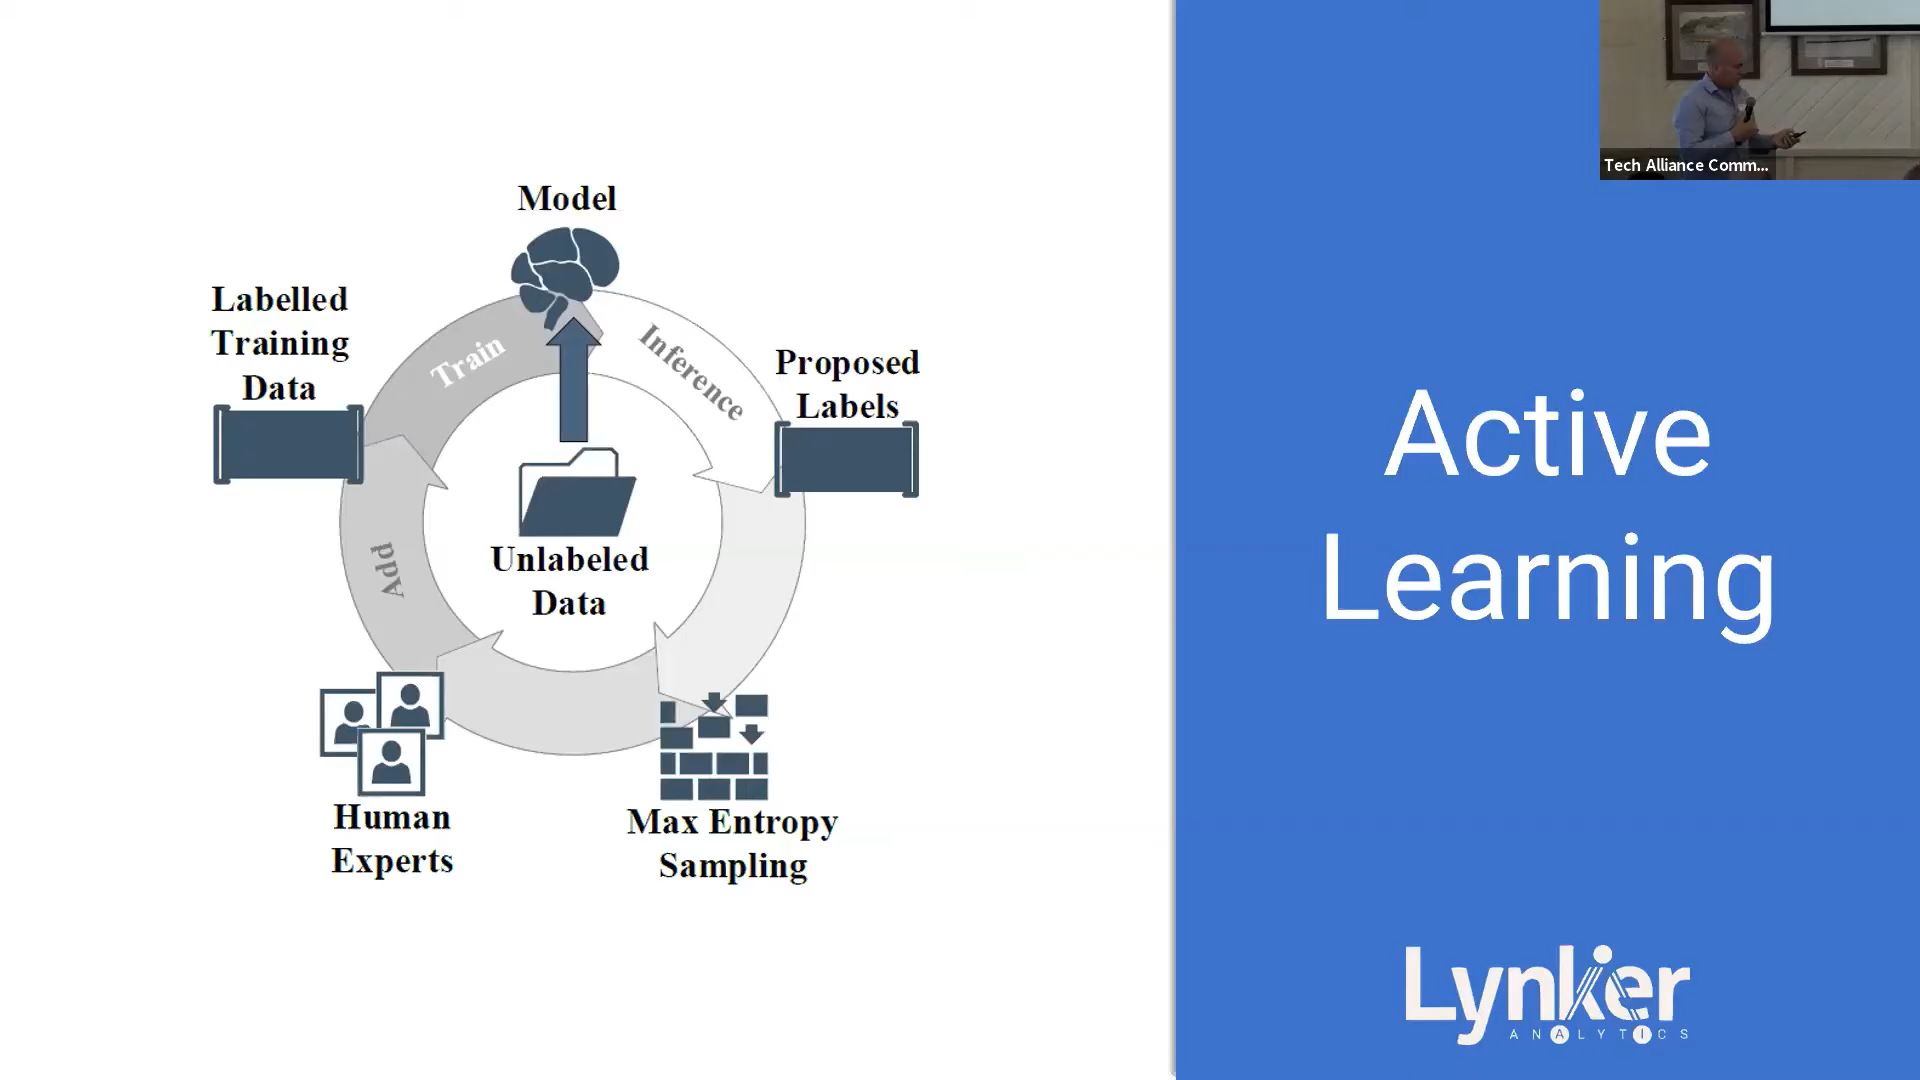 Model
Labelled
Training
Data
Train
Inference
Proposed
Labels
Add
Unlabeled
Data
Human
Experts
Max Entropy
Sampling
Active
Learning
Lynker
ANALYTICS
Tech Alliance Comm...